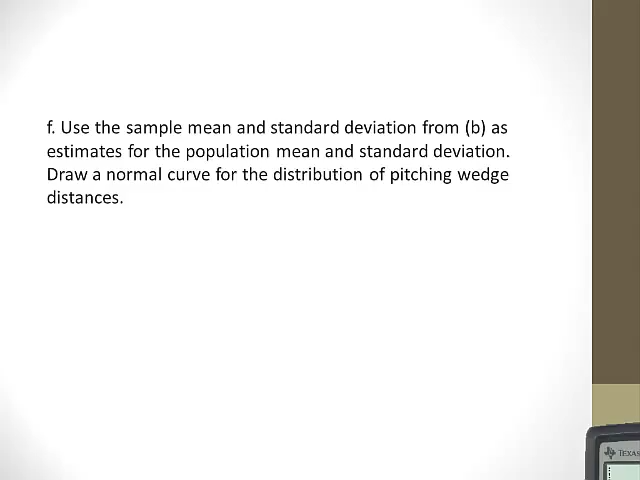 f. Use the sample mean and standard deviation from (b) as
estimates for the population mean and standard deviation.
Draw a normal curve for the distribution of pitching wedge
distances.
TEXAS